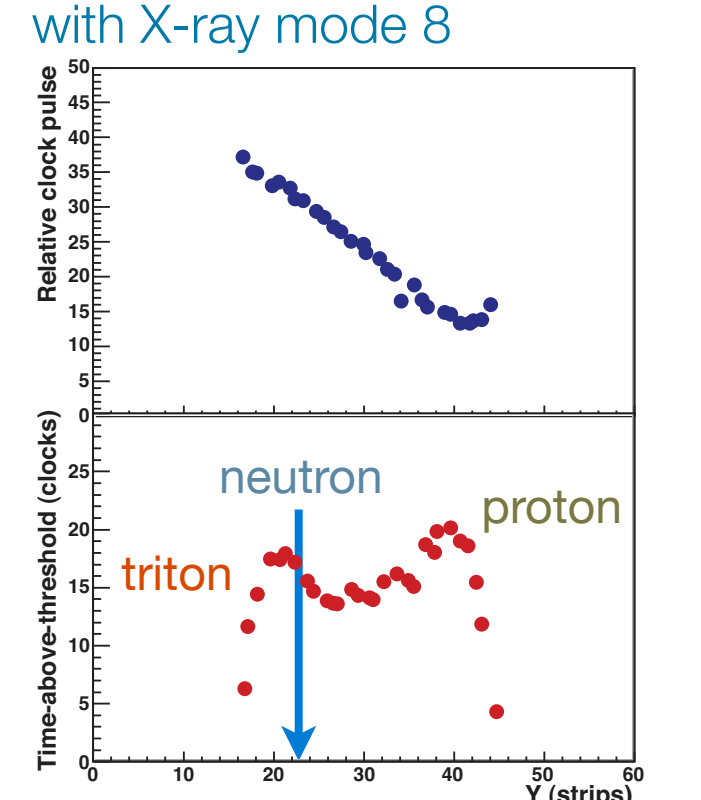 with X-ray mode 8
Relative clock pulse
50
45
40
35
30
25
20
15
10
5
0
Time-above-threshold (clocks)
25
20
15
10
5
0
neutron
proton
triton
0 10 20 30 40 50 60
Y (strips)